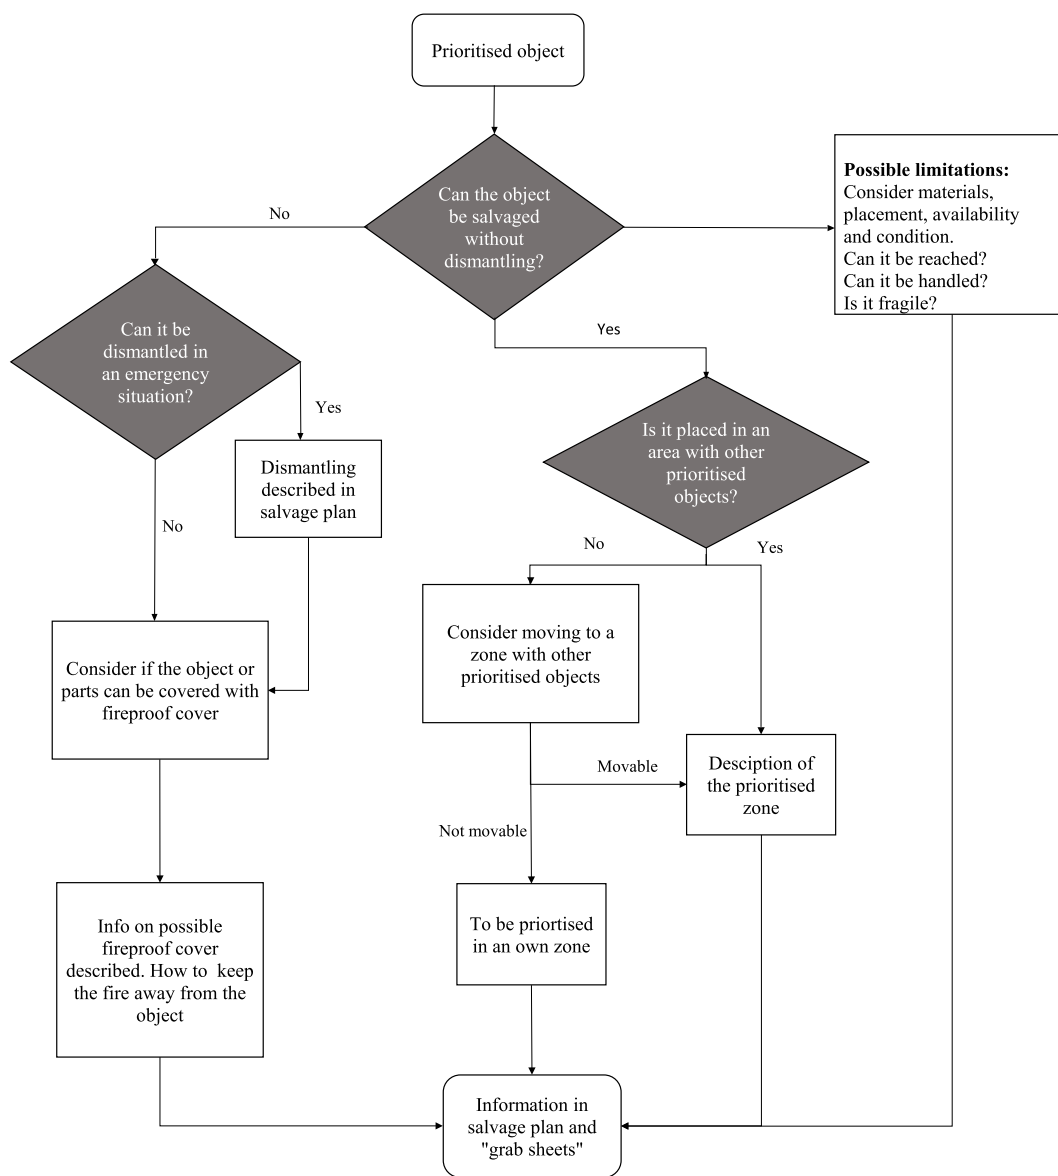 Prioritised object
Can the object
be salvaged
without
dismantling?
No
Yes
Possible limitations:
Consider materials,
placement, availability
and condition.
Can it be reached?
Can it be handled?
Is it fragile?
Can it be
dismantled in
an emergency
situation?
Yes
No
Dismantling
described in
salvage plan
Is it placed in an
area with other
prioritised
objects?
No
Yes
Consider moving to a
zone with other
prioritised objects
Consider if the object or
parts can be covered with
fireproof cover
Movable
Not movable
Desciption of
the prioritised
zone
Info on possible
fireproof cover
described. How to  keep
the fire away from the
object
To be priortised
in an own zone
Information in
salvage plan and
"grab sheets"